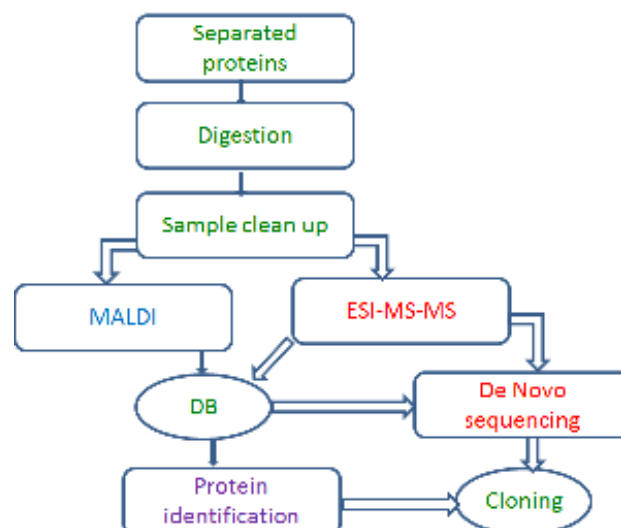 Separated
proteins
Digestion
Sample clean up
MALDI
ESI-MS-MS
DB
De Novo
sequencing
Protein
identification
Cloning